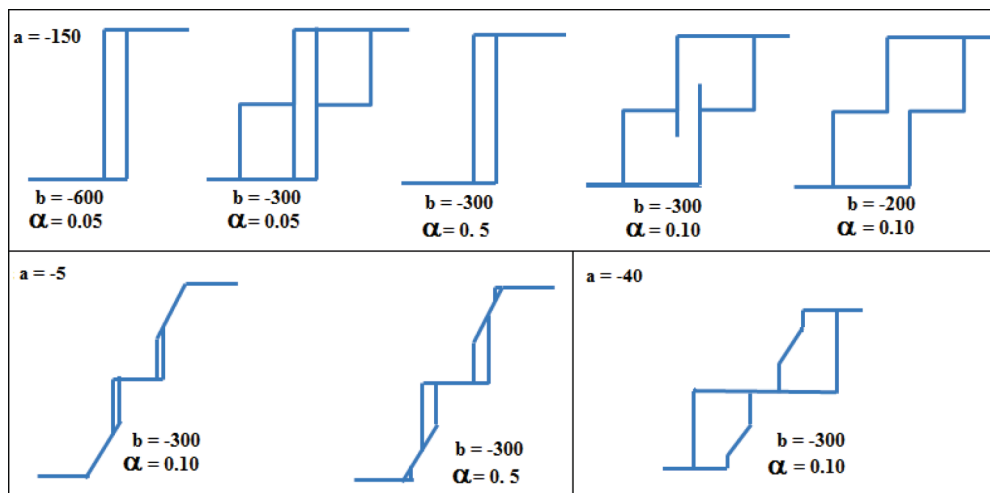 a = -150
b = -600
α = 0.05
b = -300
α = 0.05
b = -300
α = 0. 5
b = -300
α = 0.10
b = -200
α = 0.10
a = -5
b = -300
α = 0.10
b = -300
α = 0. 5
a = -40
b = -300
α = 0.10